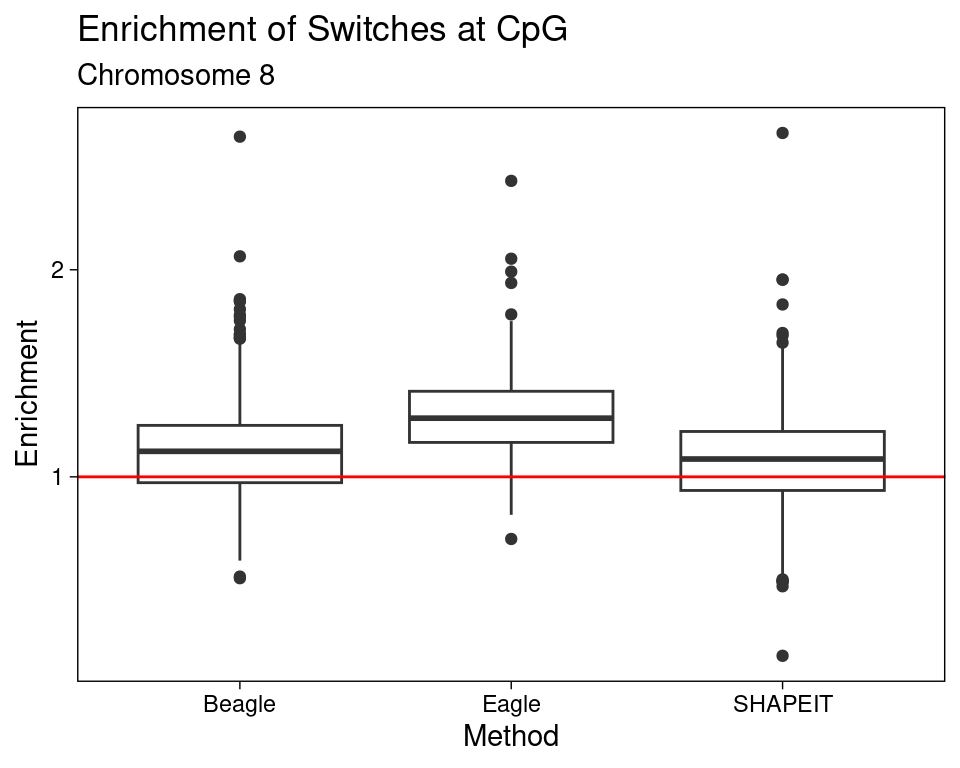 Enrichment of Switches at CpG
Chromosome 8
Enrichment
2
1
Beagle
Eagle
SHAPEIT
Method